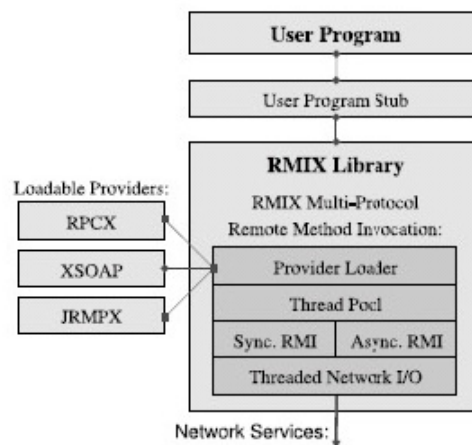 User Program
User Program Stub
RMIX Library
Loadable Providers:
RPCX
XSOAP
JRMPX
RMIX Multi-Protocol
Remote Method Invocation:
Provider Loader
Thread Pool
Sync. RMI
Async. RMI
Threaded Network I/O
Network Services: